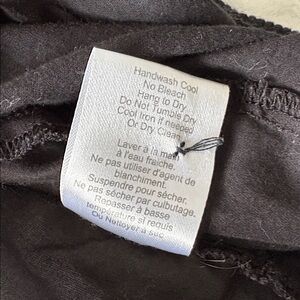 Handwash Cool
No Bleach
Hang to Dry
Do Not Tumble Dry
Cool Iron if needed
Or Dry Clean
Laver à la ma
à l'eau fraîche.
Ne pas utiliser d'agent de
blanchiment.
Suspendre pour sécher.
Ne pas sécher par culbutage.
Repasser à basse
température si requis
Ou Nettoyer à sec